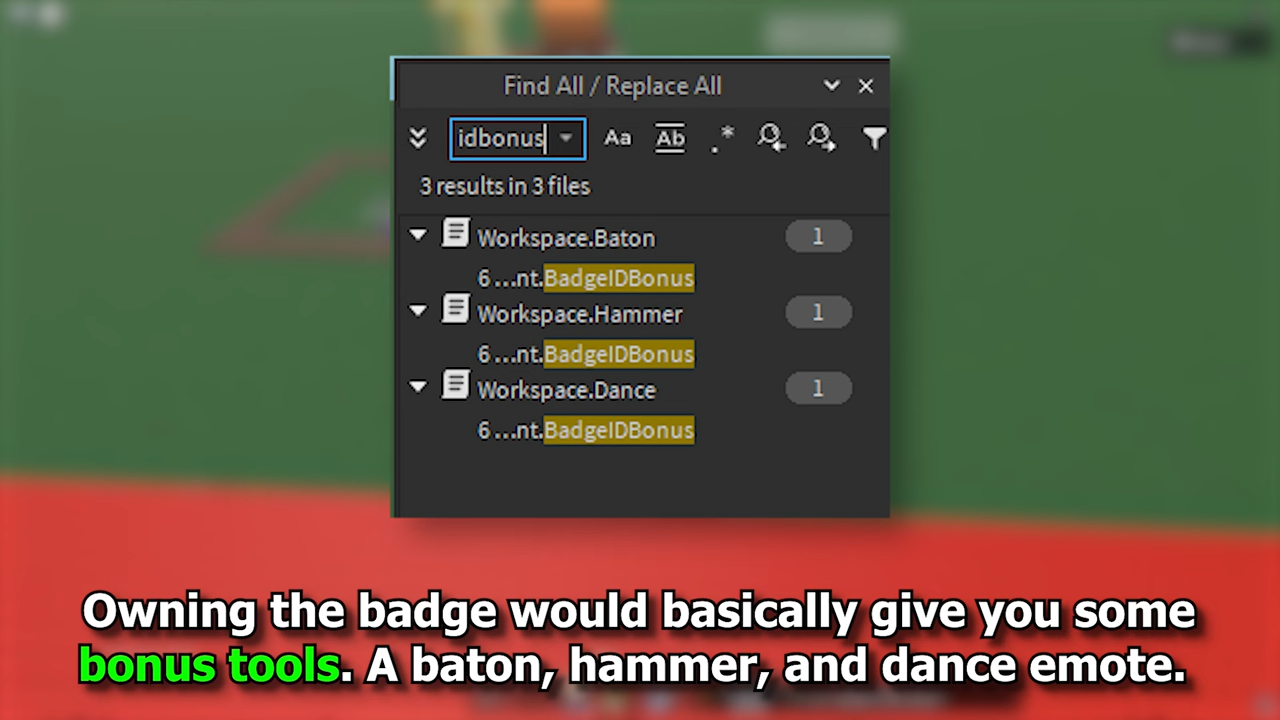 Find All / Replace All
idbonus Aa Ab .*
3 results in 3 files
Workspace.Baton 1
6 ...nt.BadgeIDBonus
Workspace.Hammer 1
6 ...nt.BadgeIDBonus
Workspace.Dance 1
6 ...nt.BadgeIDBonus
Owning the badge would basically give you some
bonus tools. A baton, hammer, and dance emote.